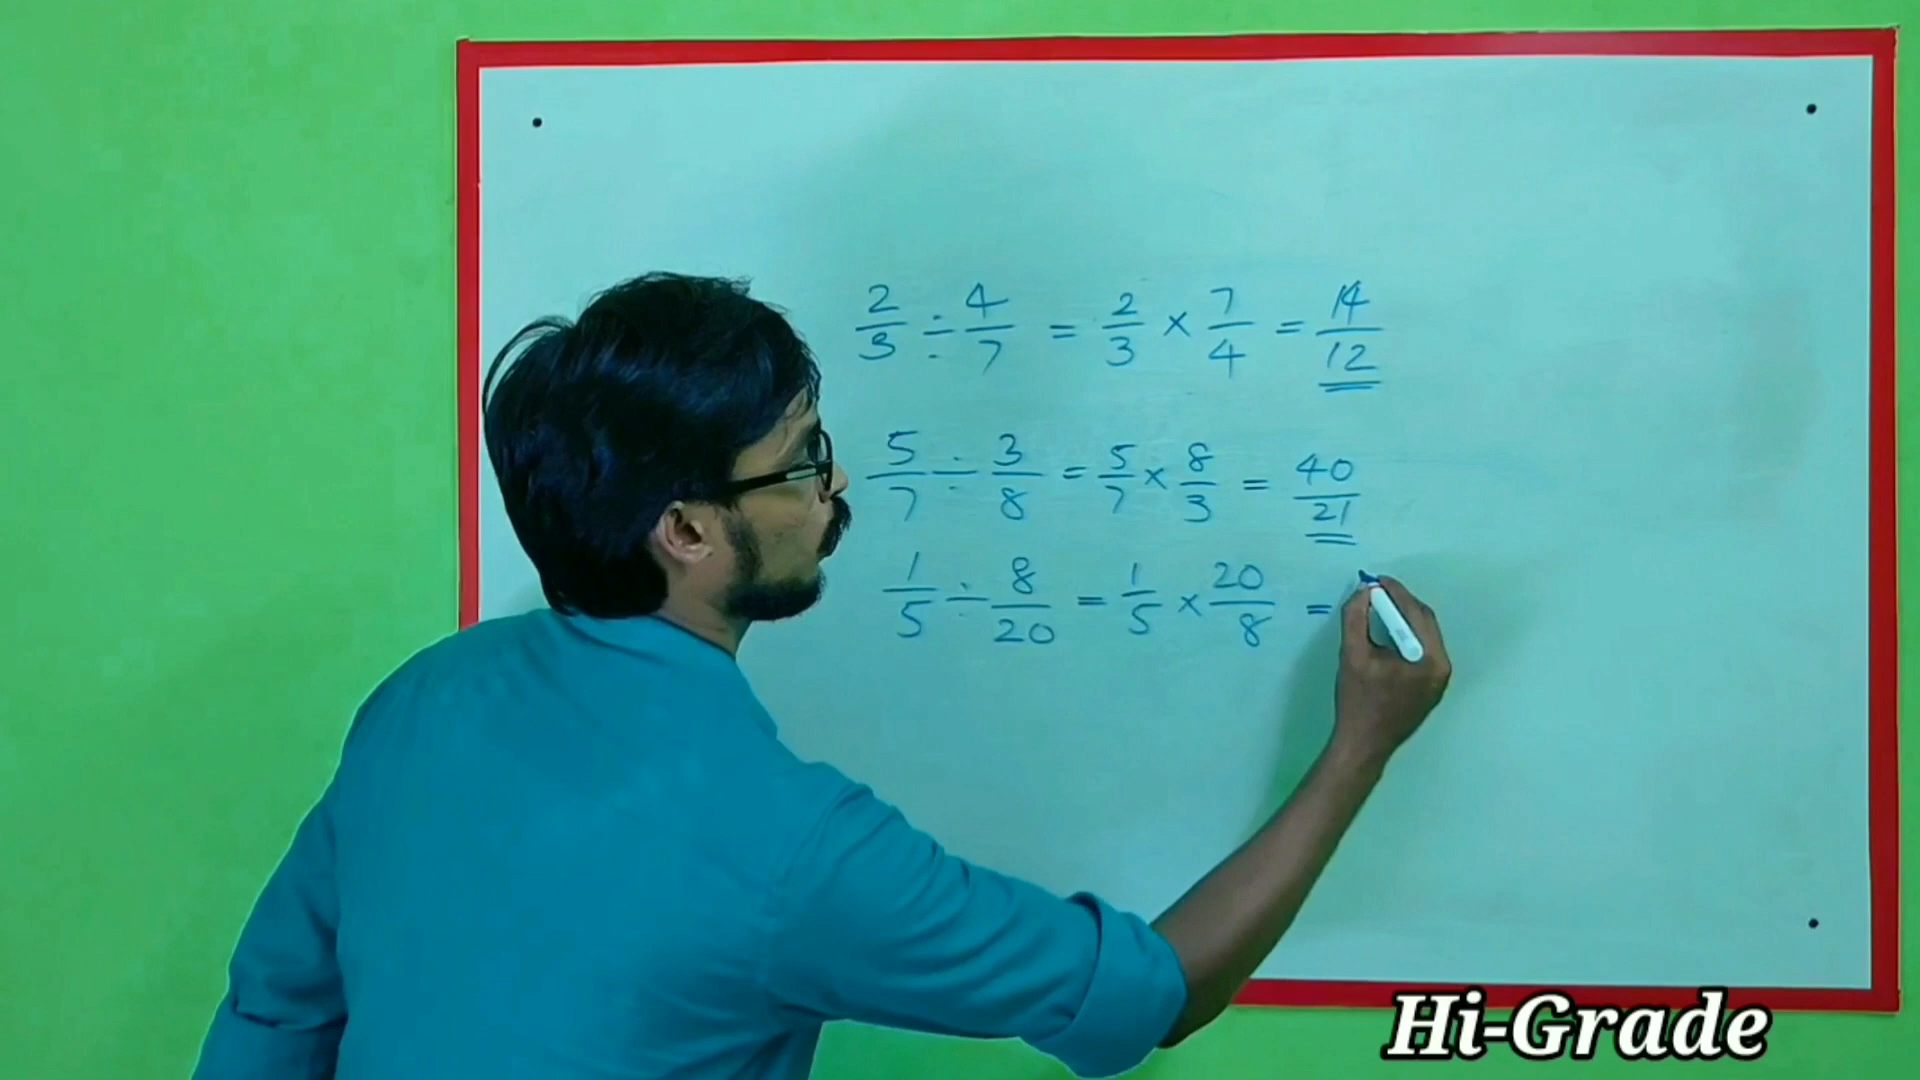 2/3 ÷ 4/7 = 2/3 × 7/4 = 14/12
5/7 ÷ 3/8 = 5/7 × 8/3 = 40/21
1/5 ÷ 8/20 = 1/5 × 20/8 =
Hi-Grade